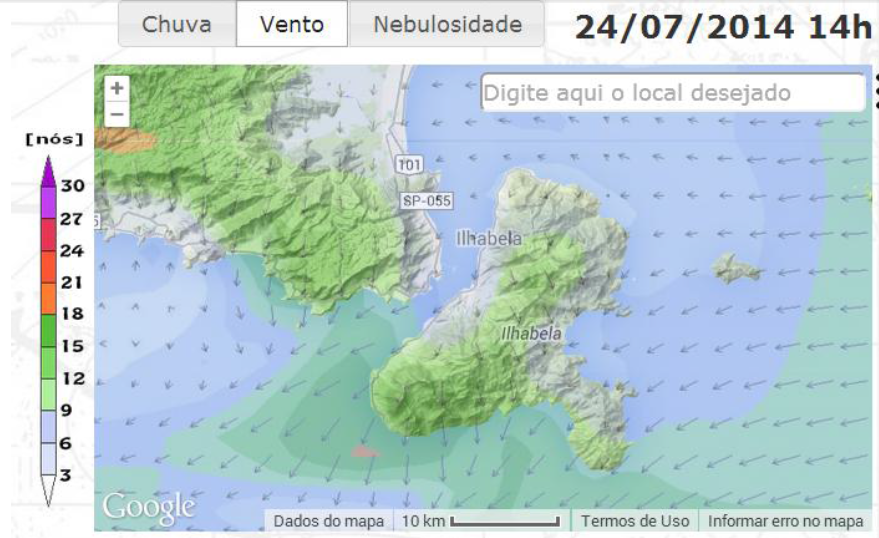 Chuva
Vento
Nebulosidade
24/07/2014 14h
+
−
Digite aqui o local desejado
[nós]
30
27
24
21
18
15
12
9
6
3
101
SP-055
Ilhabela
Ilhabela
Google
Dados do mapa
10 km
Termos de Uso
Informar erro no mapa